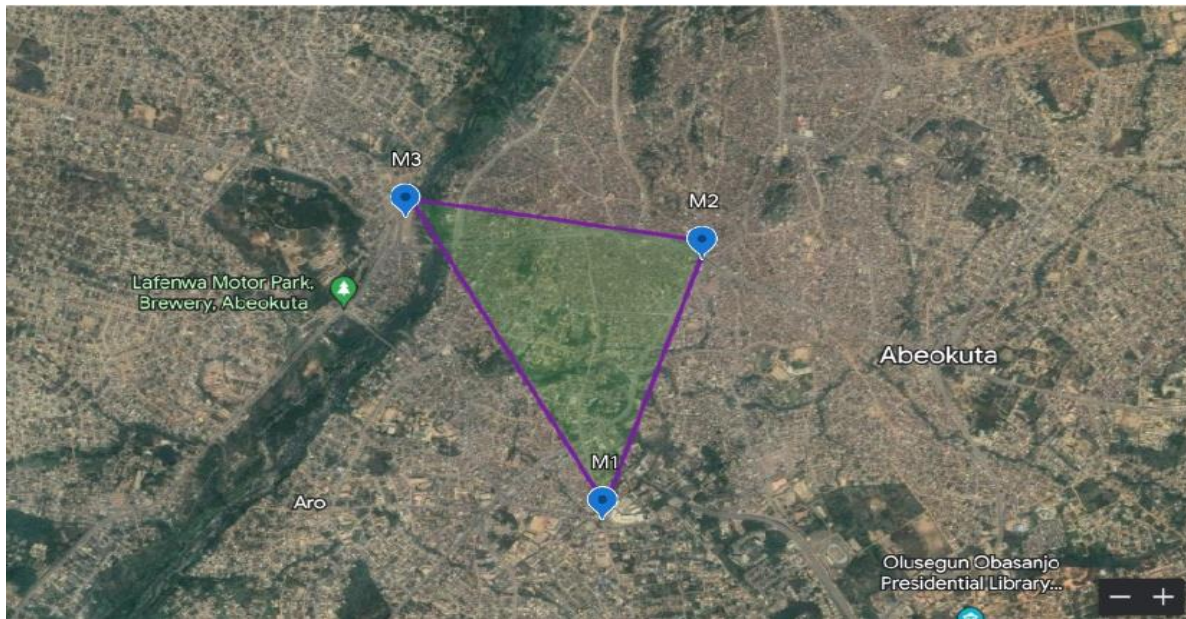 M3
M2
Lafenwa Motor Park,
Brewery, Abeokuta
Abeokuta
M1
Aro
Olusegun Obasanjo
Presidential Library...